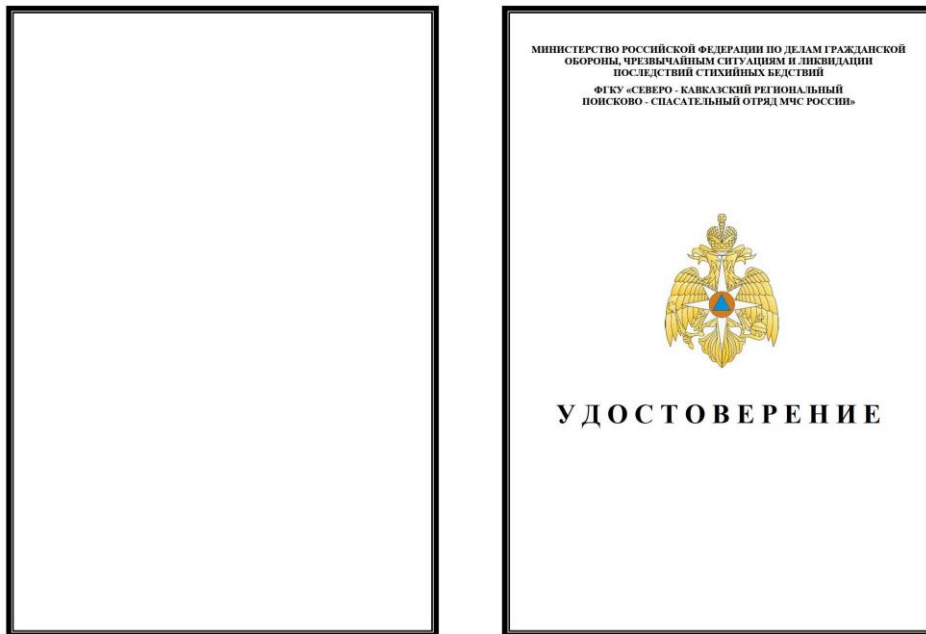 МИНИСТЕРСТВО РОССИЙСКОЙ ФЕДЕРАЦИИ ПО ДЕЛАМ ГРАЖДАНСКОЙ
ОБОРОНЫ, ЧРЕЗВЫЧАЙНЫМ СИТУАЦИЯМ И ЛИКВИДАЦИИ
ПОСЛЕДСТВИЙ СТИХИЙНЫХ БЕДСТВИЙ
ФГКУ «СЕВЕРО - КАВКАЗСКИЙ РЕГИОНАЛЬНЫЙ
ПОИСКОВО - СПАСАТЕЛЬНЫЙ ОТРЯД МЧС РОССИИ»
УДОСТОВЕРЕНИЕ